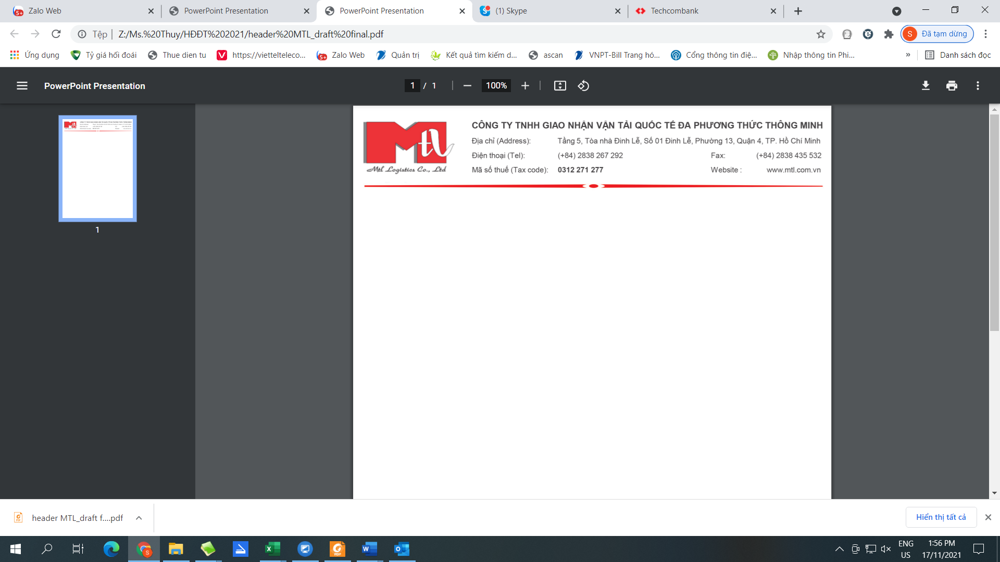 Zalo Web
PowerPoint Presentation
PowerPoint Presentation
(1) Skype
Techcombank
Tệp
Z:/Ms.%20Thuy/HĐĐT%202021/header%20MTL_draft%20final.pdf
S
Đã tạm dừng
Ứng dụng
Tỷ giá hối đoái
Thue dien tu
https://viettelteleco...
Zalo Web
Quản trị
Kết quả tìm kiếm d...
ascan
VNPT-Bill Trang hó...
Cổng thông tin điệ...
Nhập thông tin Phi...
»
Danh sách đọc
PowerPoint Presentation
1 / 1
100%
1
Mtl
Mtl Logistics Co., Ltd
CÔNG TY TNHH GIAO NHẬN VẬN TẢI QUỐC TẾ ĐA PHƯƠNG THỨC THÔNG MINH
Địa chỉ (Address): Tầng 5, Tòa nhà Đinh Lễ, Số 01 Đinh Lễ, Phường 13, Quận 4, TP. Hồ Chí Minh
Điện thoại (Tel): (+84) 2838 267 292 Fax: (+84) 2838 435 532
Mã số thuế (Tax code): 0312 271 277 Website : www.mtl.com.vn
header MTL_draft f....pdf
Hiển thị tất cả
ENG
US
1:56 PM
17/11/2021